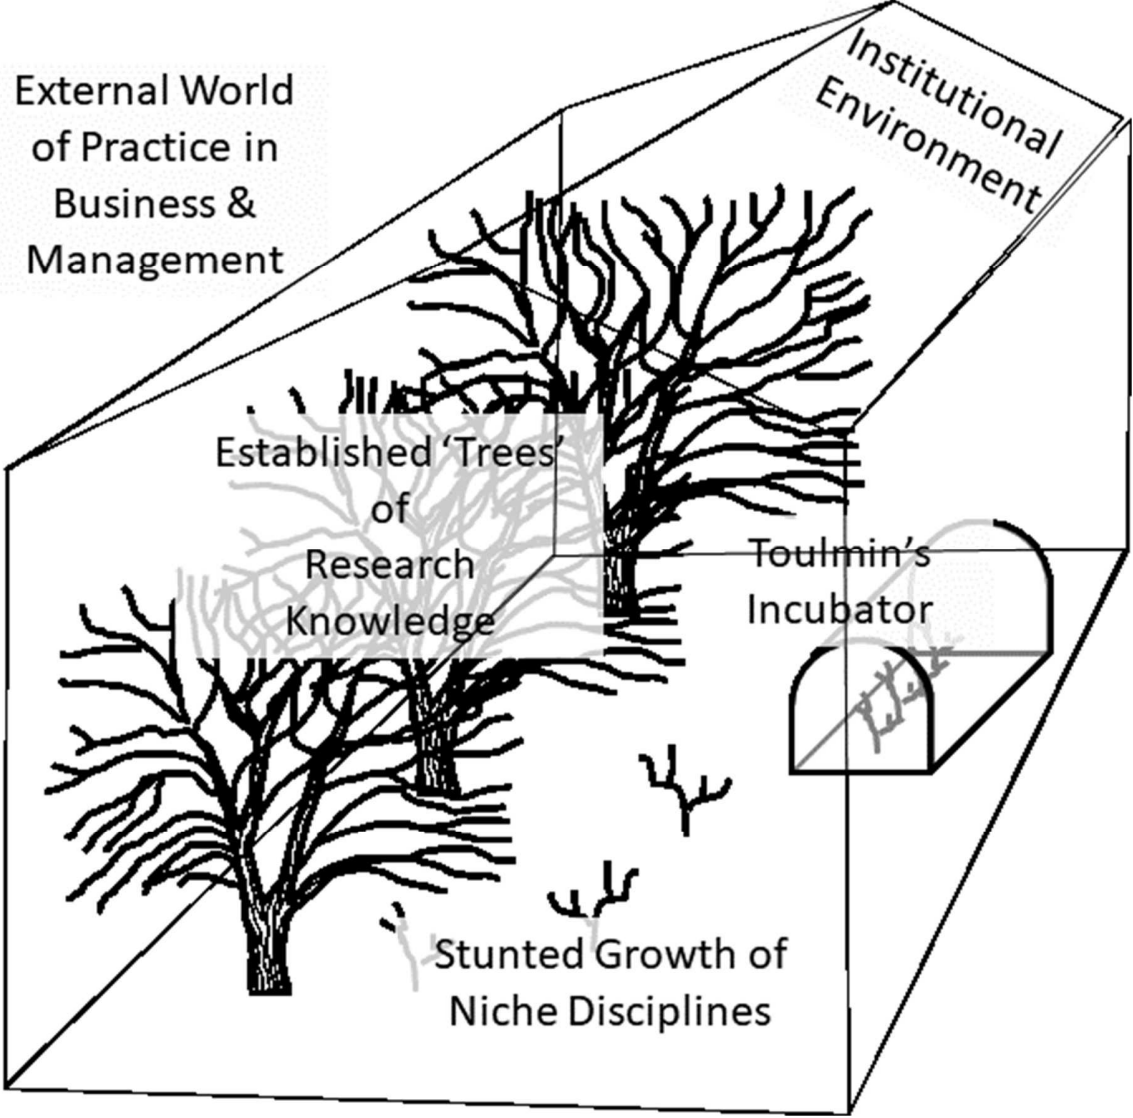 External World
of Practice in
Business &
Management
Institutional
Environment
Established ‘Trees’
of
Research
Knowledge
Toulmin’s
Incubator
Stunted Growth of
Niche Disciplines